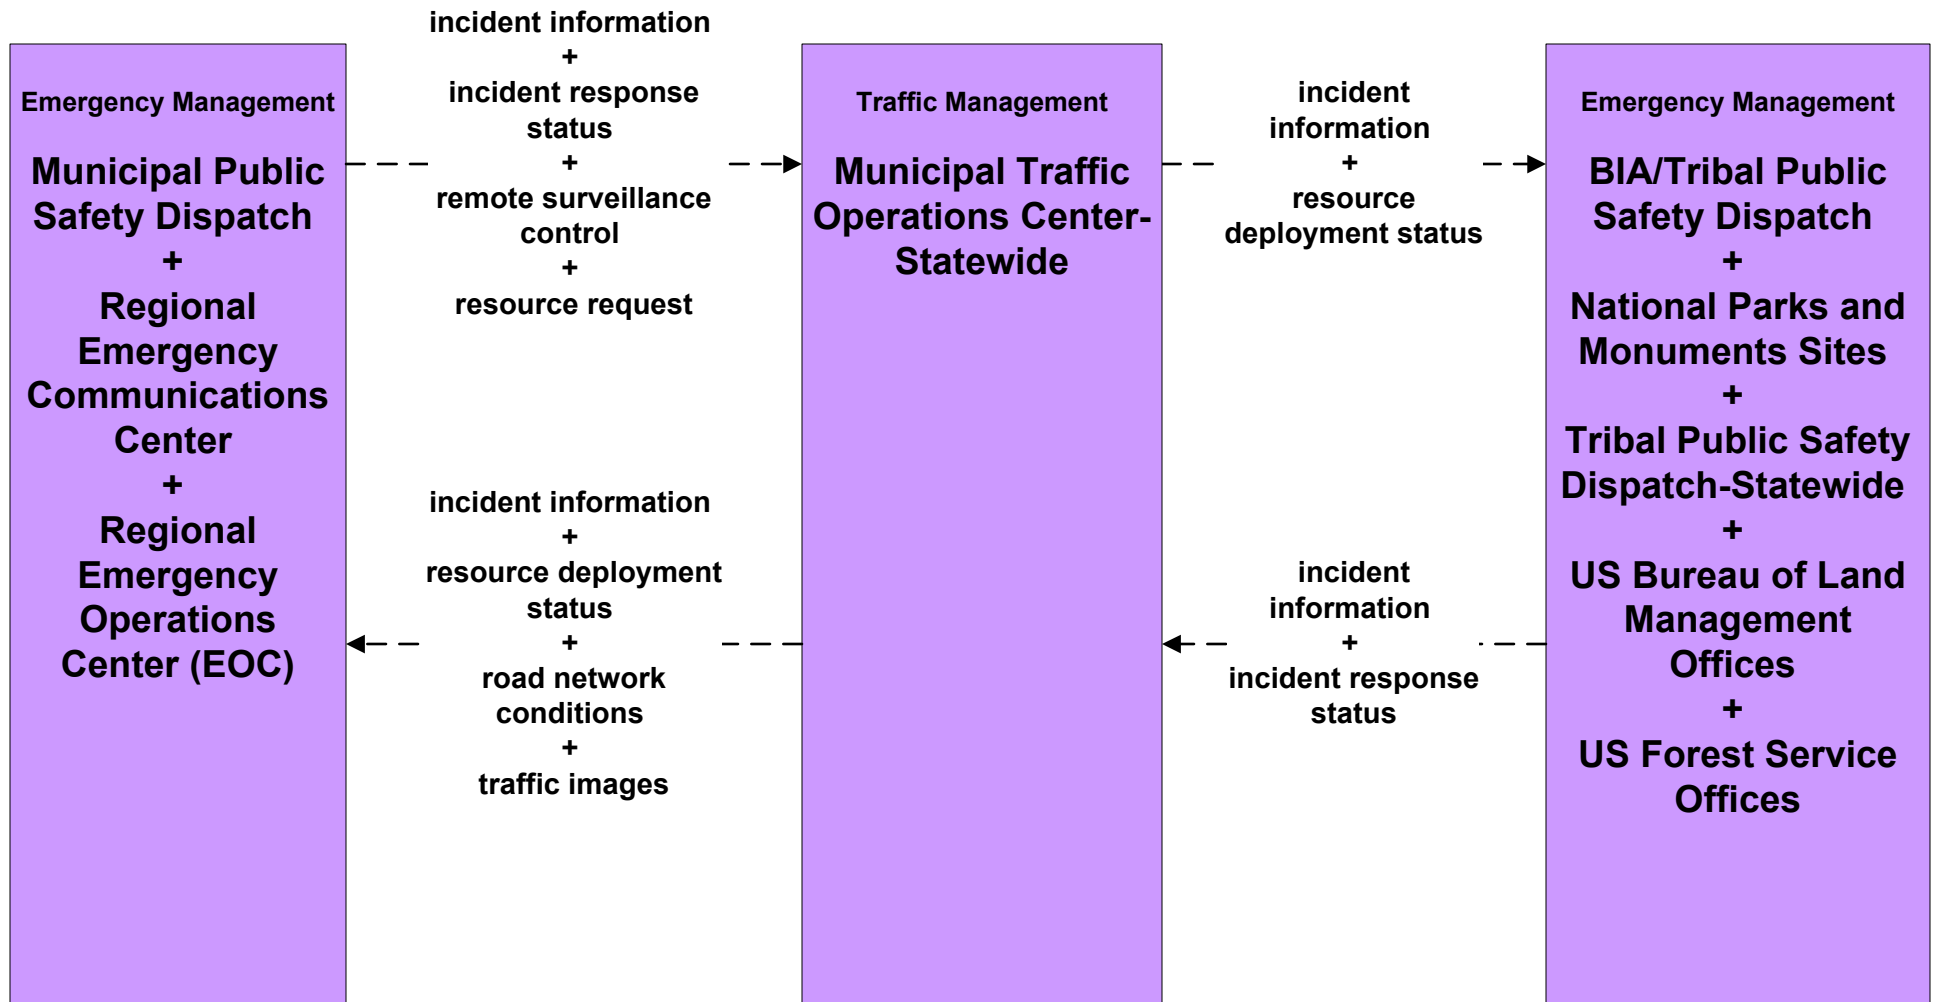 Emergency Management
Municipal Public
Safety Dispatch
+
Regional
Emergency
Communications
Center
+
Regional
Emergency
Operations
Center (EOC)
incident information
+
incident response
status
+
remote surveillance
control
+
resource request
incident information
+
resource deployment
status
+
road network
conditions
+
traffic images
Traffic Management
Municipal Traffic
Operations Center-
Statewide
incident
information
+
resource
deployment status
incident
information
+
incident response
status
Emergency Management
BIA/Tribal Public
Safety Dispatch
+
National Parks and
Monuments Sites
+
Tribal Public Safety
Dispatch-Statewide
+
US Bureau of Land
Management
Offices
+
US Forest Service
Offices